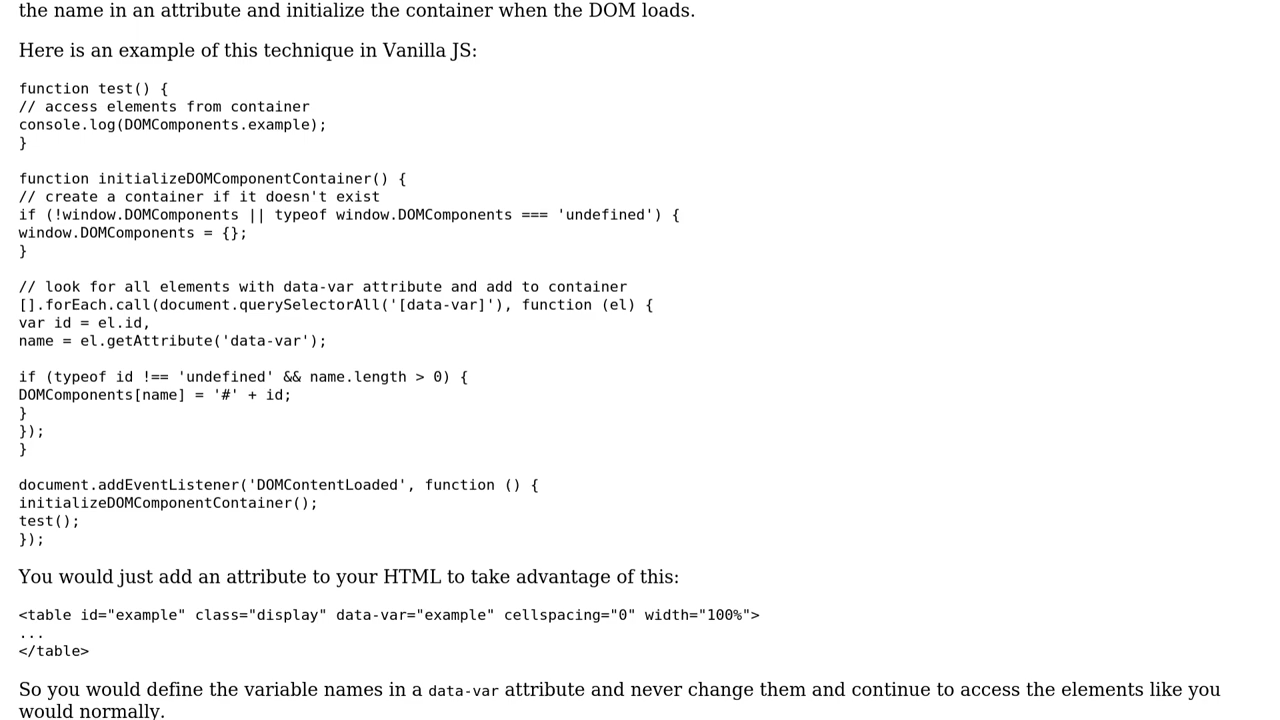 the name in an attribute and initialize the container when the DOM loads.
Here is an example of this technique in Vanilla JS:
function test() {
// access elements from container
console.log(DOMComponents.example);
}
function initializeDOMComponentContainer() {
// create a container if it doesn't exist
if (!window.DOMComponents || typeof window.DOMComponents === 'undefined') {
window.DOMComponents = {};
}
// look for all elements with data-var attribute and add to container
[].forEach.call(document.querySelectorAll('[data-var]'), function (el) {
var id = el.id,
name = el.getAttribute('data-var');
if (typeof id !== 'undefined' && name.length > 0) {
DOMComponents[name] = '#' + id;
}
});
}
document.addEventListener('DOMContentLoaded', function () {
initializeDOMComponentContainer();
test();
});
You would just add an attribute to your HTML to take advantage of this:
<table id="example" class="display" data-var="example" cellspacing="0" width="100%">
...
</table>
So you would define the variable names in a data-var attribute and never change them and continue to access the elements like you
would normally.